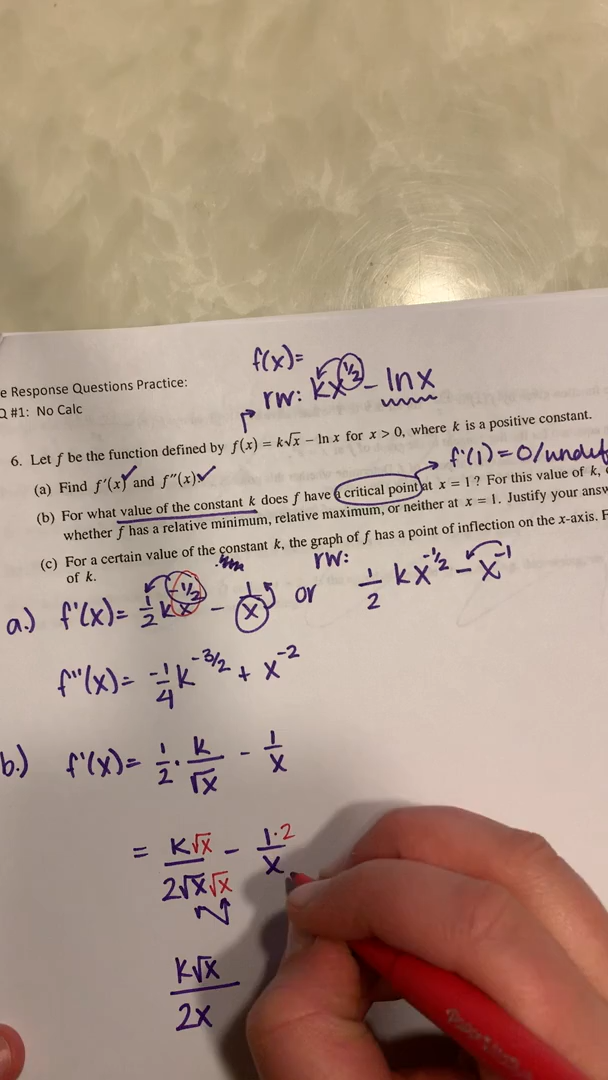 f(x)=
rw: kx^(1/2) - ln x
e Response Questions Practice:
Q #1: No Calc
6. Let f be the function defined by f(x) = k√x − ln x for x > 0, where k is a positive constant.
f'(1) = 0/undef
(a) Find f′(x) and f″(x).
(b) For what value of the constant k does f have a critical point at x = 1? For this value of k,
whether f has a relative minimum, relative maximum, or neither at x = 1. Justify your answ
(c) For a certain value of the constant k, the graph of f has a point of inflection on the x-axis. F
of k.
rw:
a.) f'(x) = 1/2 kx^(-1/2) - 1/x or 1/2 kx^(-1/2) - x^(-1)
f''(x) = -1/4 k^(-3/2) + x^(-2)
b.) f'(x) = 1/2 · k/√x - 1/x
= k√x/2√x√x - 1·2/x
k√x/2x